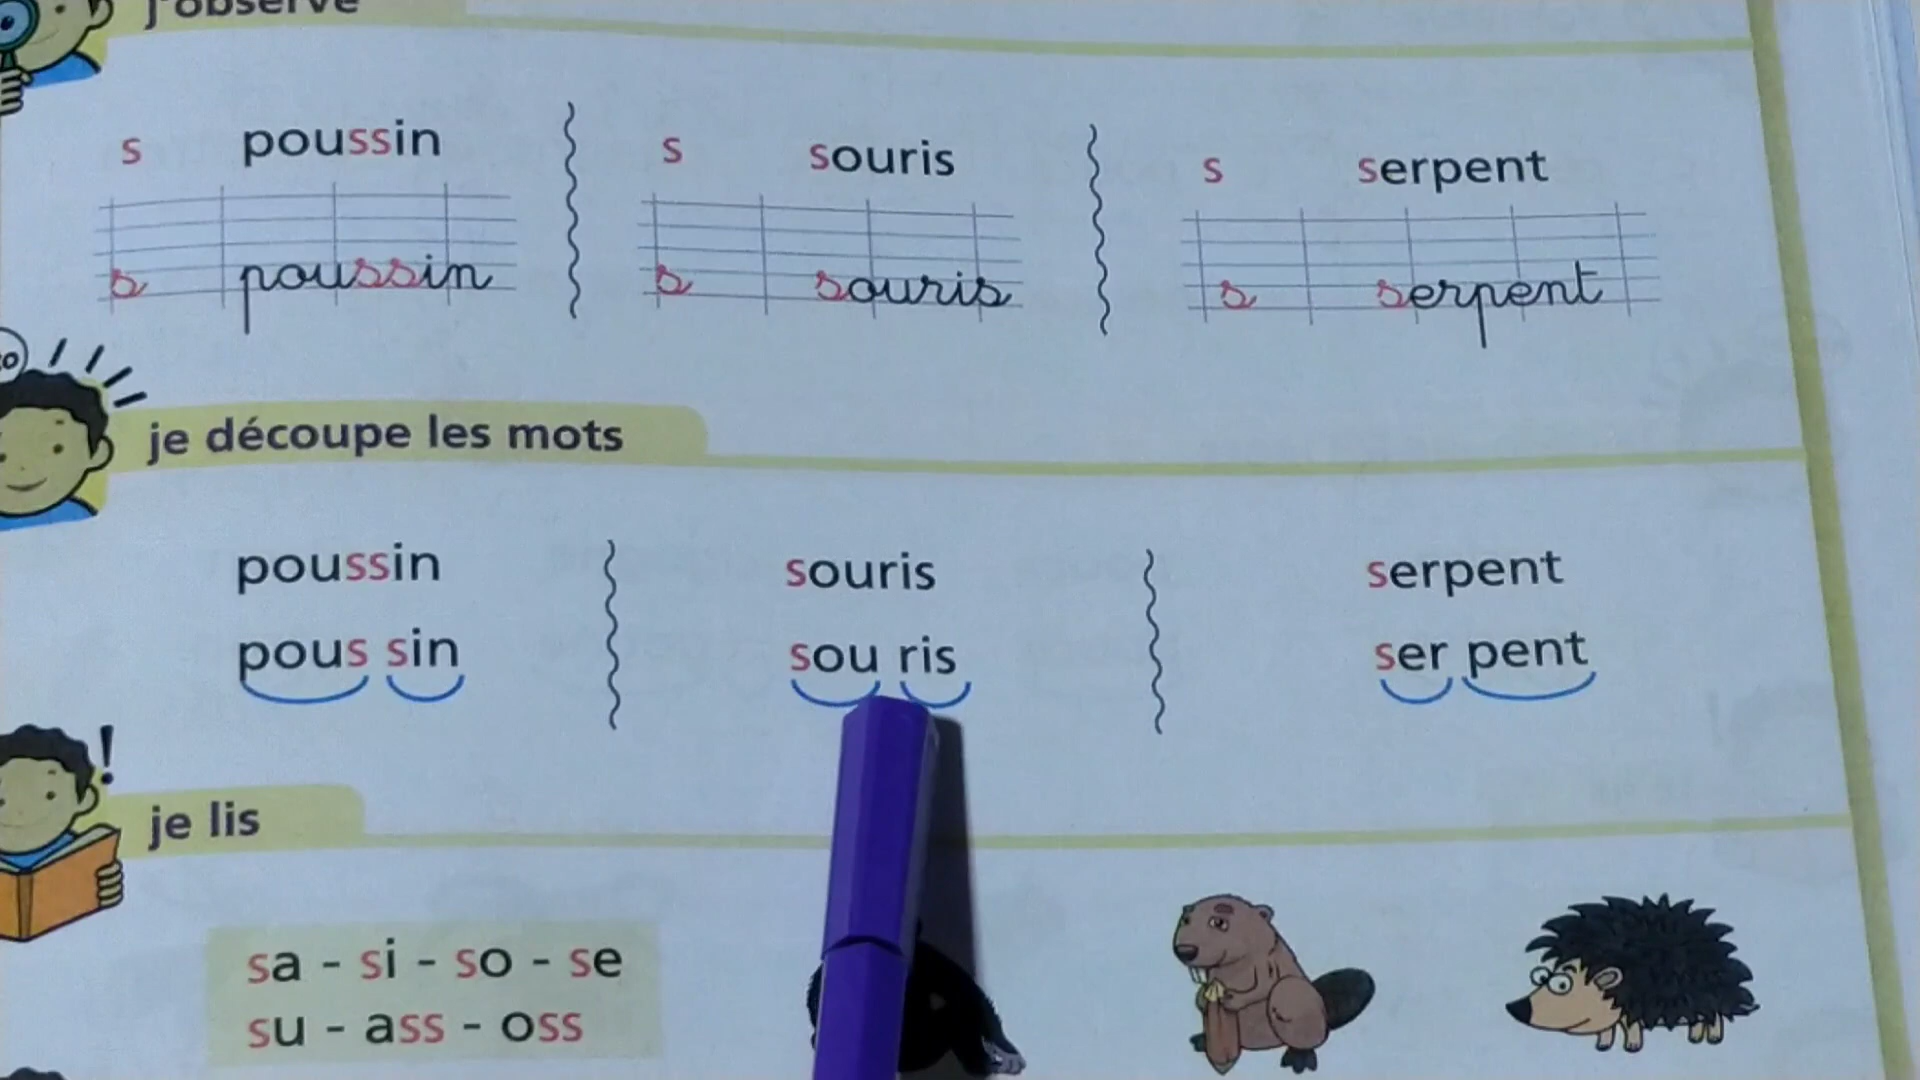 j'observe
s poussin s souris s serpent
s poussin s souris s serpent
je découpe les mots
poussin souris serpent
pous sin sou ris ser pent
!
je lis
sa - si - so - se
su - ass - oss